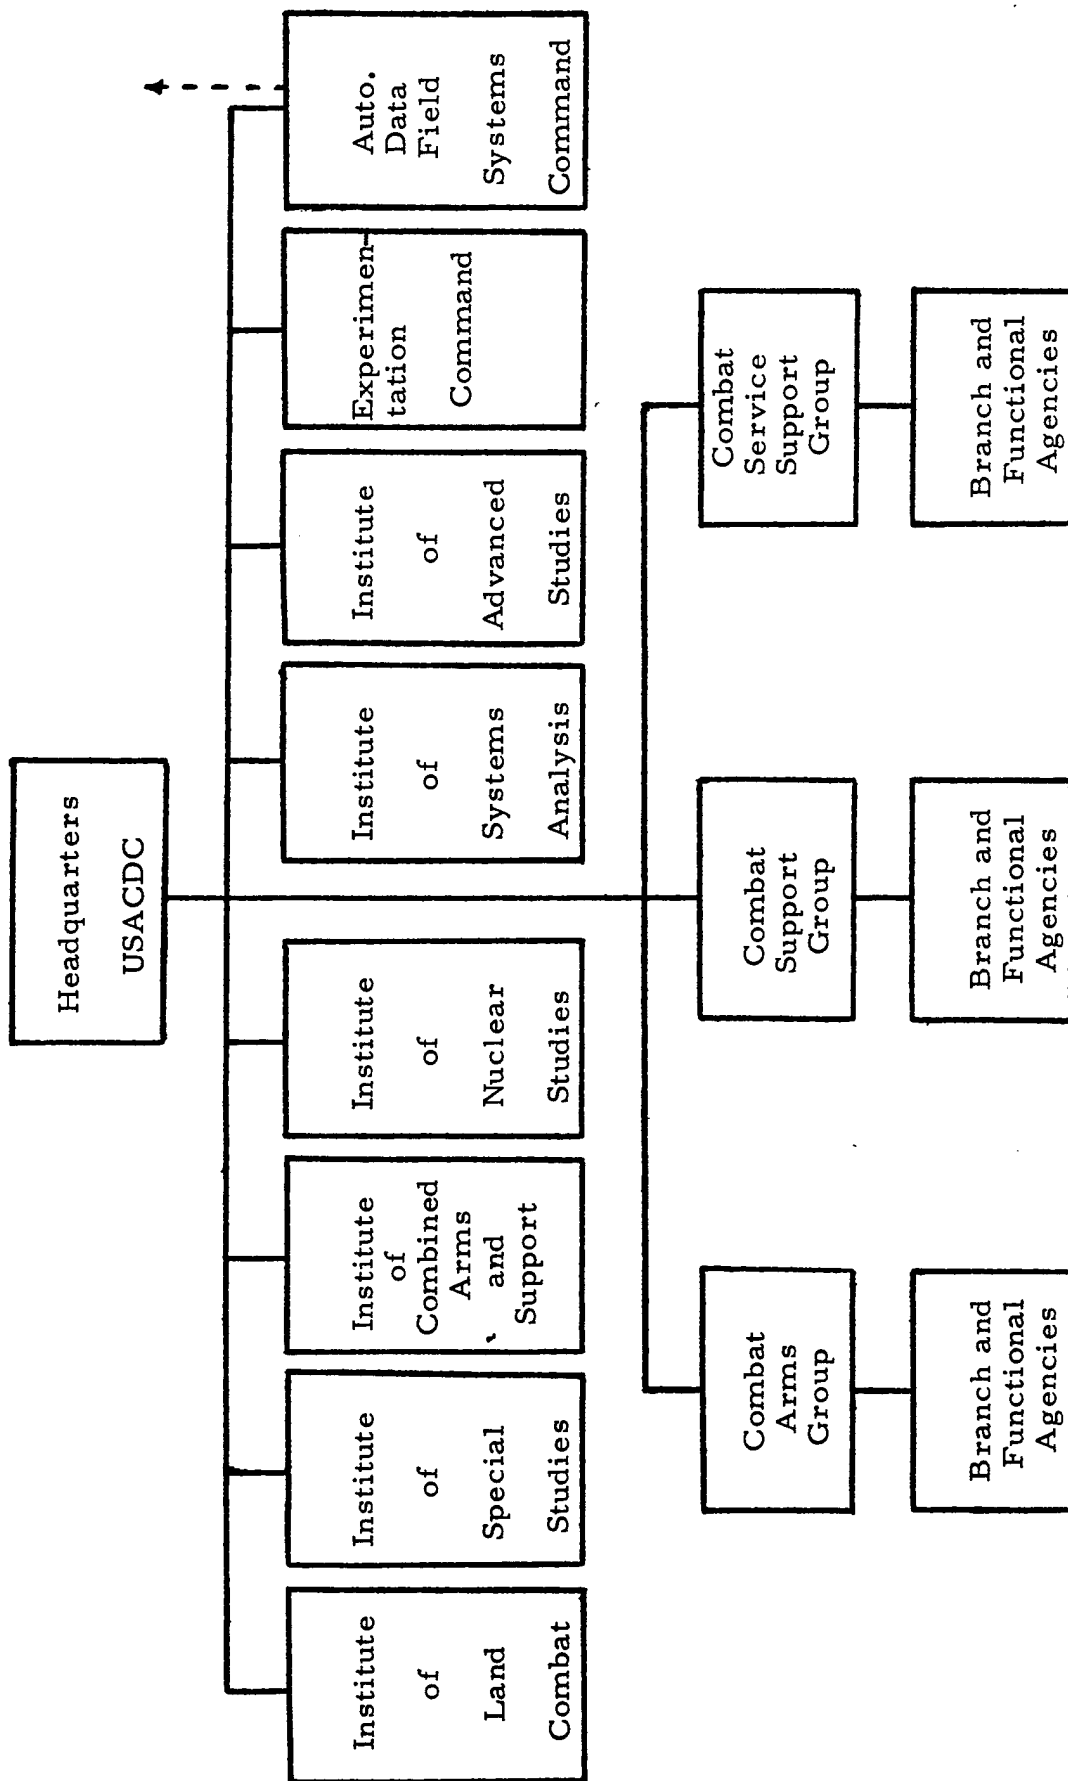 Headquarters
USACDC
Institute
of
Land
Combat
Institute
of
Special
Studies
Institute
of
Combined
Arms
and
Support
Institute
of
Nuclear
Studies
Institute
of
Systems
Analysis
Institute
of
Advanced
Studies
Experimen-
tation
Command
Auto.
Data
Field
Systems
Command
Combat
Arms
Group
Combat
Support
Group
Combat
Service
Support
Group
Branch and
Functional
Agencies
Branch and
Functional
Agencies
Branch and
Functional
Agencies